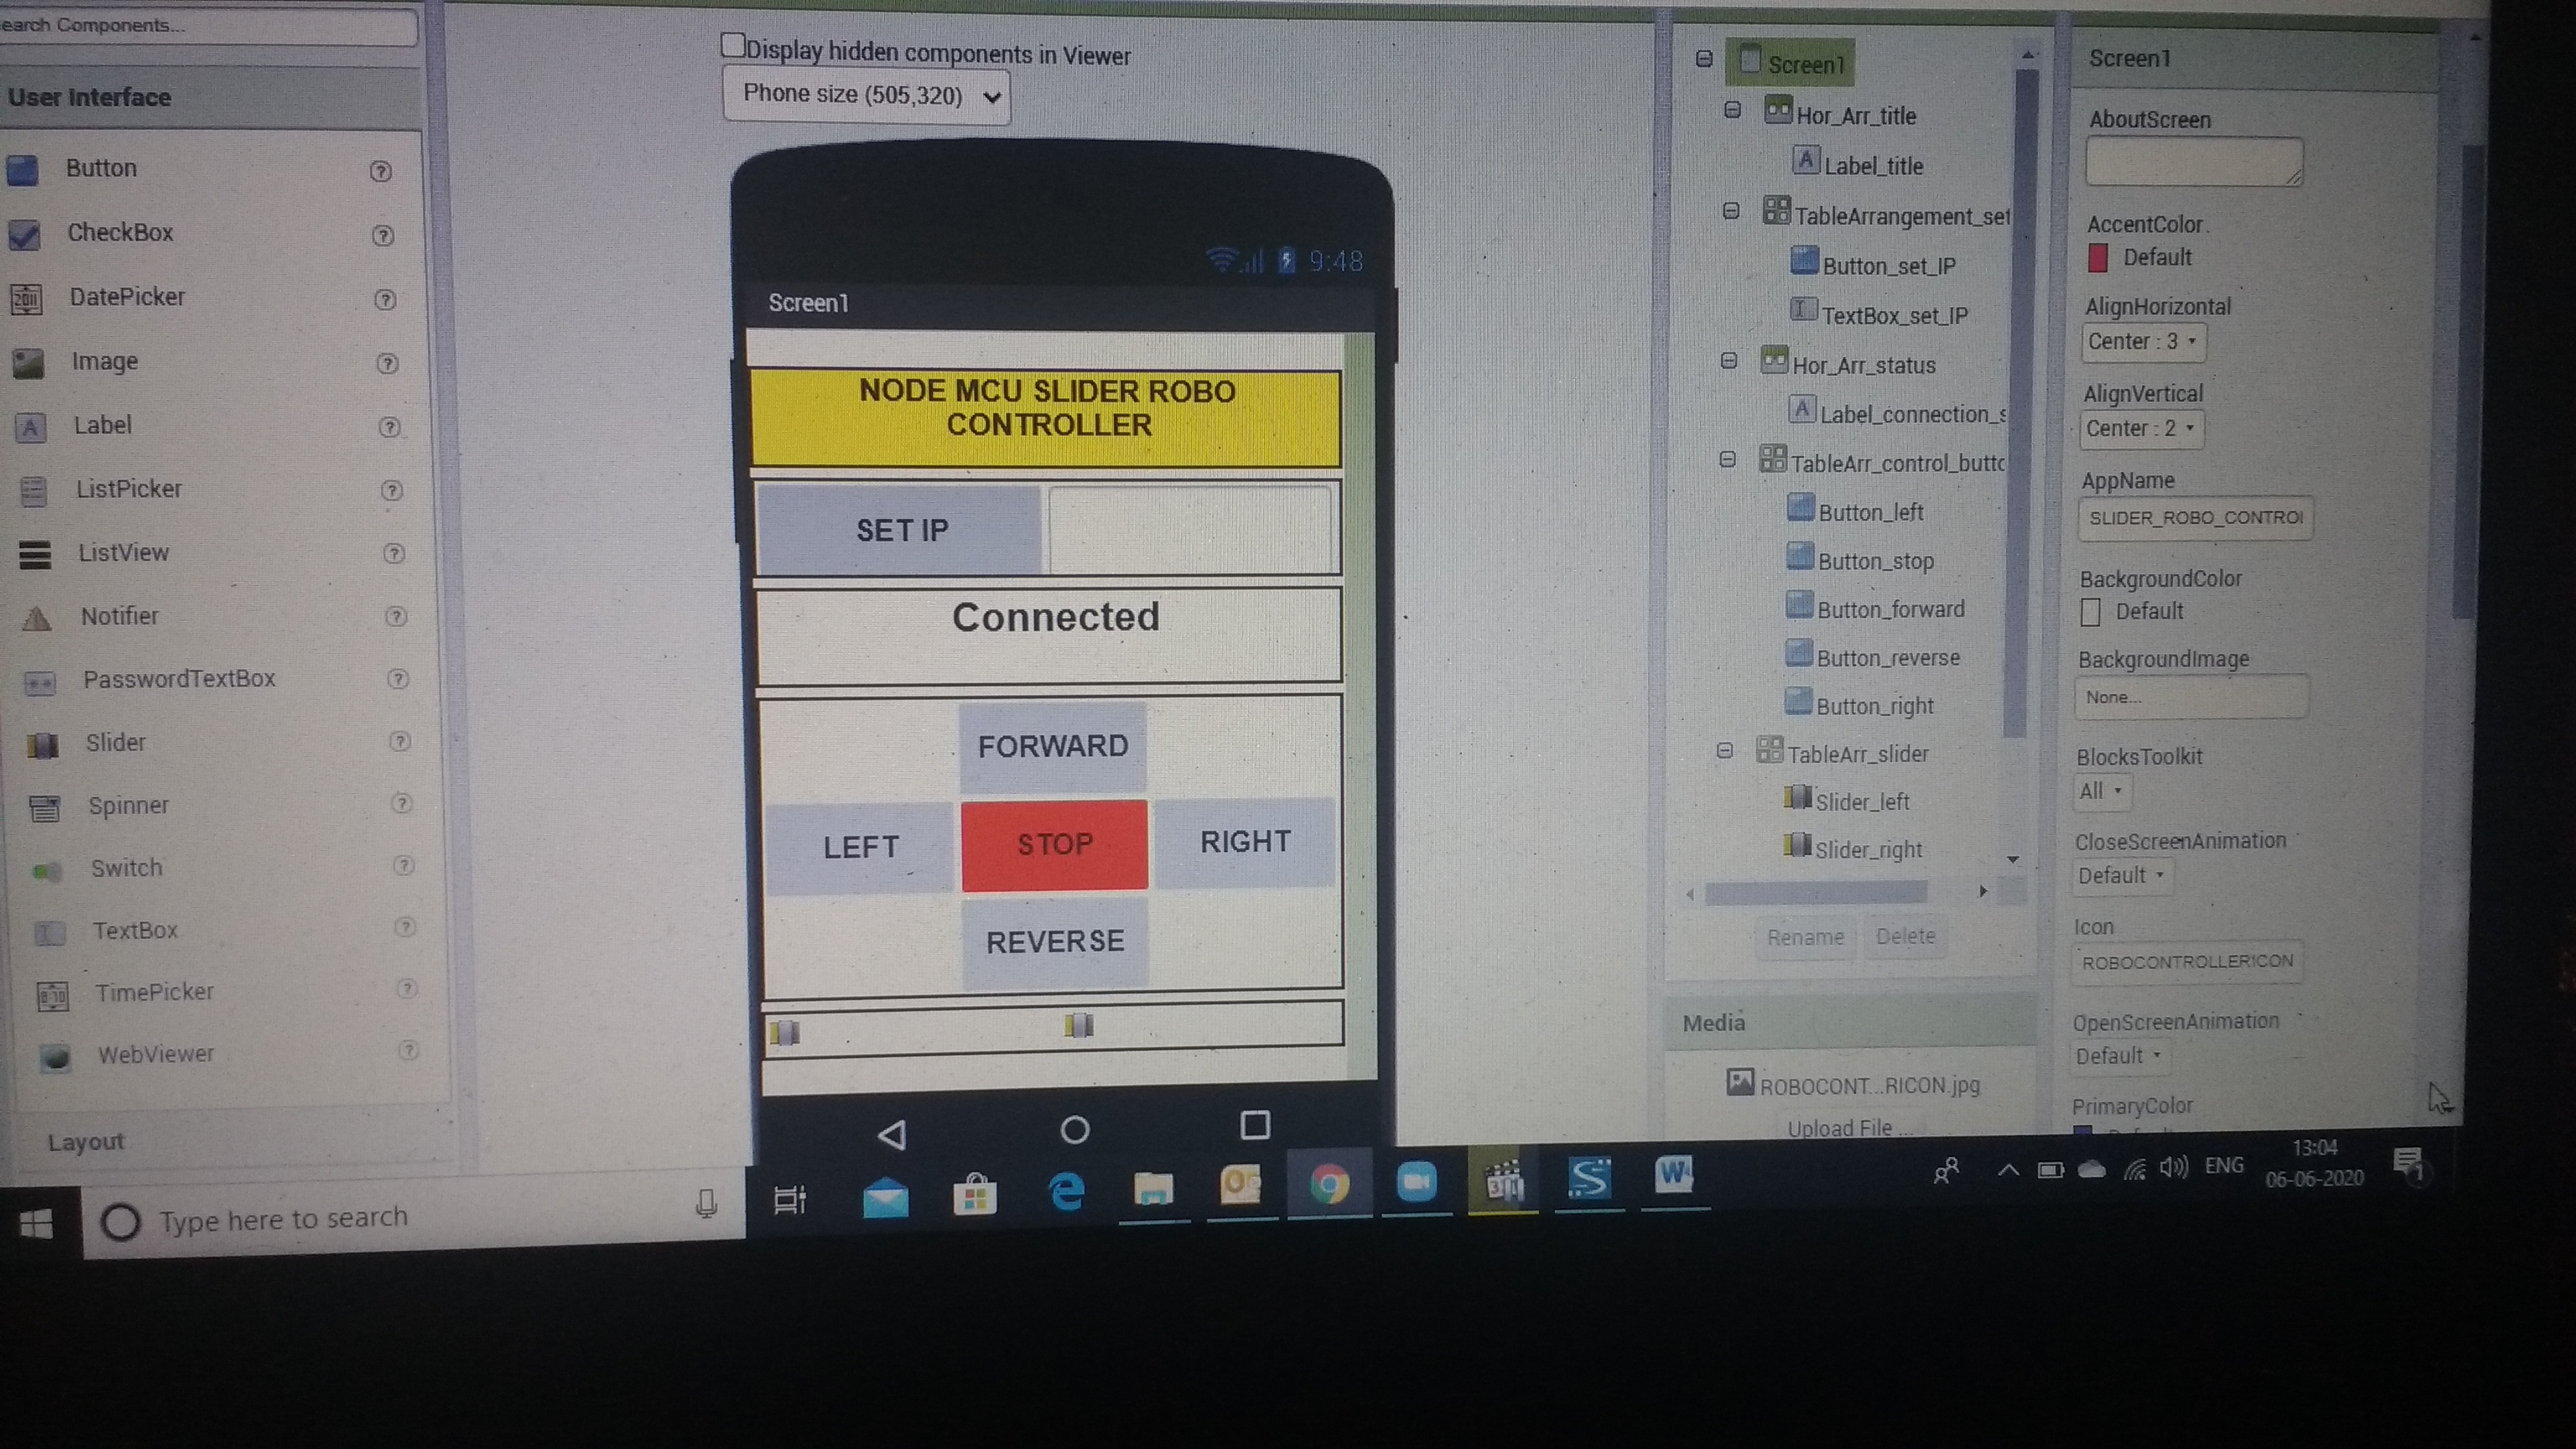 earch Components...
User Interface
Button
CheckBox
DatePicker
Image
Label
ListPicker
ListView
Notifier
PasswordTextBox
Slider
Spinner
Switch
TextBox
TimePicker
WebViewer
Layout
Display hidden components in Viewer
Phone size (505,320)
9:48
Screen1
NODE MCU SLIDER ROBO
CONTROLLER
SET IP
Connected
FORWARD
LEFT STOP RIGHT
REVERSE
Screen1
Hor_Arr_title
Label_title
TableArrangement_set
Button_set_IP
TextBox_set_IP
Hor_Arr_status
Label_connection_s
TableArr_control_butto
Button_left
Button_stop
Button_forward
Button_reverse
Button_right
TableArr_slider
Slider_left
Slider_right
Rename Delete
Media
ROBOCONT...RICON.jpg
Upload File ...
Screen1
AboutScreen
AccentColor
Default
AlignHorizontal
Center : 3
AlignVertical
Center : 2
AppName
SLIDER_ROBO_CONTROL
BackgroundColor
Default
BackgroundImage
None...
BlocksToolkit
All
CloseScreenAnimation
Default
Icon
ROBOCONTROLLERICON
OpenScreenAnimation
Default
PrimaryColor
Type here to search
ENG
13:04
06-06-2020